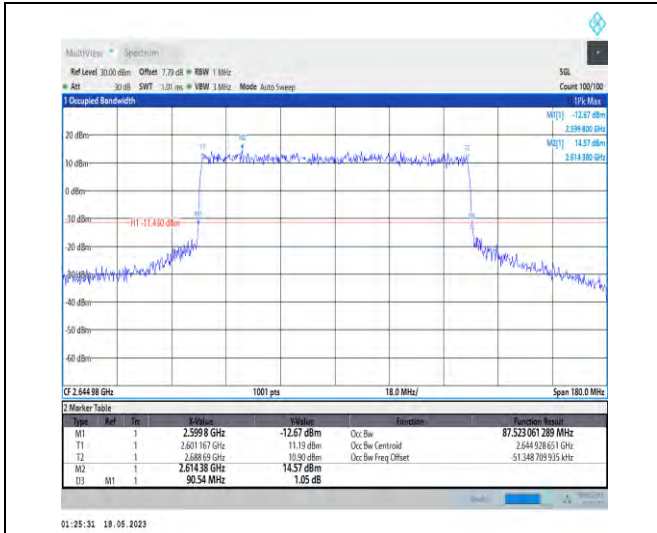 MultiView Spectrum
Ref Level 30.00 dBm Offset 7.79 dB RBW 1 MHz SGL
Att 30 dB SWT 1.01 ms VBW 3 MHz Mode Auto Sweep Count 100/100
1 Occupied Bandwidth 1Pk Max
M1[1] -12.67 dBm
2.599 800 GHz
M2[1] 14.57 dBm
2.614 380 GHz
20 dBm
10 dBm
0 dBm
-10 dBm
H1 -11.430 dBm
-20 dBm
-30 dBm
-40 dBm
-50 dBm
-60 dBm
T1
M2
T2
M1
CF 2.644 98 GHz 1001 pts 18.0 MHz/ Span 180.0 MHz
2 Marker Table
Type Ref Trc X-Value Y-Value Function Function Result
M1 1 2.599 8 GHz -12.67 dBm Occ Bw 87.523 061 289 MHz
T1 1 2.601 167 GHz 11.19 dBm Occ Bw Centroid 2.644 928 651 GHz
T2 1 2.688 69 GHz 10.90 dBm Occ Bw Freq Offset -51.348 709 935 kHz
M2 1 2.614 38 GHz 14.57 dBm
D3 M1 1 90.54 MHz 1.05 dB
01:25:31 18.05.2023